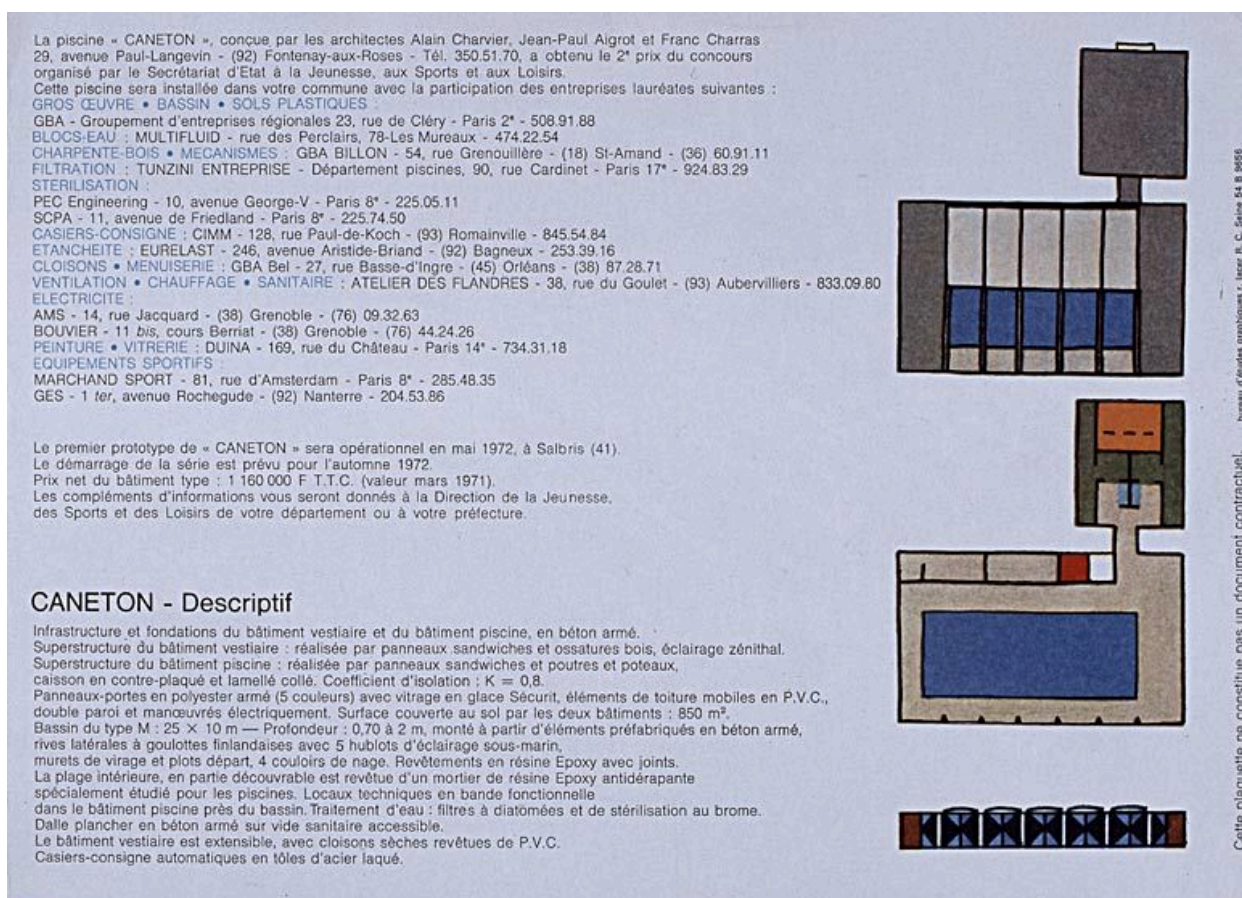 La piscine « CANETON », conçue par les architectes Alain Charvier, Jean-Paul Aigrot et Franc Charras
29, avenue Paul-Langevin - (92) Fontenay-aux-Roses - Tél. 350.51.70, a obtenu le 2e prix du concours
organisé par le Secrétariat d'Etat à la Jeunesse, aux Sports et aux Loisirs.
Cette piscine sera installée dans votre commune avec la participation des entreprises lauréates suivantes :
GROS ŒUVRE • BASSIN • SOLS PLASTIQUES :
GBA - Groupement d'entreprises régionales 23, rue de Cléry - Paris 2e - 508.91.88
BLOCS-EAU : MULTIFLUID - rue des Perclairs, 78-Les Mureaux - 474.22.54
CHARPENTE-BOIS • MECANISMES : GBA BILLON - 54, rue Grenouillère - (18) St-Amand - (36) 60.91.11
FILTRATION : TUNZINI ENTREPRISE - Département piscines, 90, rue Cardinet - Paris 17e - 924.83.29
STERILISATION :
PEC Engineering - 10, avenue George-V - Paris 8e - 225.05.11
SCPA - 11, avenue de Friedland - Paris 8e - 225.74.50
CASIERS-CONSIGNE : CIMM - 128, rue Paul-de-Koch - (93) Romainville - 845.54.84
ETANCHEITE : EURELAST - 246, avenue Aristide-Briand - (92) Bagneux - 253.39.16
CLOISONS • MENUISERIE : GBA Bel - 27, rue Basse-d'Ingre - (45) Orléans - (38) 87.28.71
VENTILATION • CHAUFFAGE • SANITAIRE : ATELIER DES FLANDRES - 38, rue du Goulet - (93) Aubervilliers - 833.09.80
ELECTRICITE :
AMS - 14, rue Jacquard - (38) Grenoble - (76) 09.32.63
BOUVIER - 11 bis, cours Berriat - (38) Grenoble - (76) 44.24.26
PEINTURE • VITRERIE : DUINA - 169, rue du Château - Paris 14e - 734.31.18
EQUIPEMENTS SPORTIFS :
MARCHAND SPORT - 81, rue d'Amsterdam - Paris 8e - 285.48.35
GES - 1 ter, avenue Rochegude - (92) Nanterre - 204.53.86
Le premier prototype de « CANETON » sera opérationnel en mai 1972, à Salbris (41).
Le démarrage de la série est prévu pour l'automne 1972.
Prix net du bâtiment type : 1 160 000 F T.T.C. (valeur mars 1971).
Les compléments d'informations vous seront donnés à la Direction de la Jeunesse,
des Sports et des Loisirs de votre département ou à votre préfecture.
CANETON - Descriptif
Infrastructure et fondations du bâtiment vestiaire et du bâtiment piscine, en béton armé.
Superstructure du bâtiment vestiaire : réalisée par panneaux sandwiches et ossatures bois, éclairage zénithal.
Superstructure du bâtiment piscine : réalisée par panneaux sandwiches et poutres et poteaux,
caisson en contre-plaqué et lamellé collé. Coefficient d'isolation : K = 0,8.
Panneaux-portes en polyester armé (5 couleurs) avec vitrage en glace Sécurit, éléments de toiture mobiles en P.V.C.,
double paroi et manœuvrés électriquement. Surface couverte au sol par les deux bâtiments : 850 m².
Bassin du type M : 25 × 10 m — Profondeur : 0,70 à 2 m, monté à partir d'éléments préfabriqués en béton armé,
rives latérales à goulottes finlandaises avec 5 hublots d'éclairage sous-marin,
murets de virage et plots départ, 4 couloirs de nage. Revêtements en résine Epoxy avec joints.
La plage intérieure, en partie découvrable est revêtue d'un mortier de résine Epoxy antidérapante
spécialement étudié pour les piscines. Locaux techniques en bande fonctionnelle
dans le bâtiment piscine près du bassin. Traitement d'eau : filtres à diatomées et de stérilisation au brome.
Dalle plancher en béton armé sur vide sanitaire accessible.
Le bâtiment vestiaire est extensible, avec cloisons sèches revêtues de P.V.C.
Casiers-consigne automatiques en tôles d'acier laqué.
Cette plaquette ne constitue pas un document contractuel.
bureau d'études graphiques r. R. C. Seine 54 B 9656